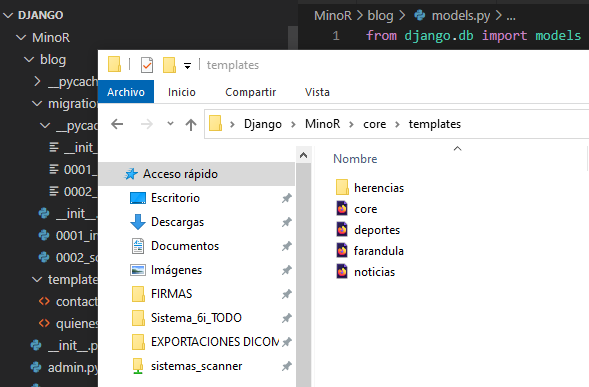 DJANGO
MinoR
blog
__pycach
migration
__pycac
__init_
0001_
0002_
__init__.
0001_in
0002_so
template
contact
quienes
__init__.p
admin.py
MinoR > blog > models.py > ...
1 from django.db import models
templates
Archivo Inicio Compartir Vista
Django > MinoR > core > templates
Acceso rápido
Escritorio
Descargas
Documentos
Imágenes
FIRMAS
Sistema_6i_TODO
EXPORTACIONES DICOM
sistemas_scanner
Nombre
herencias
core
deportes
farandula
noticias